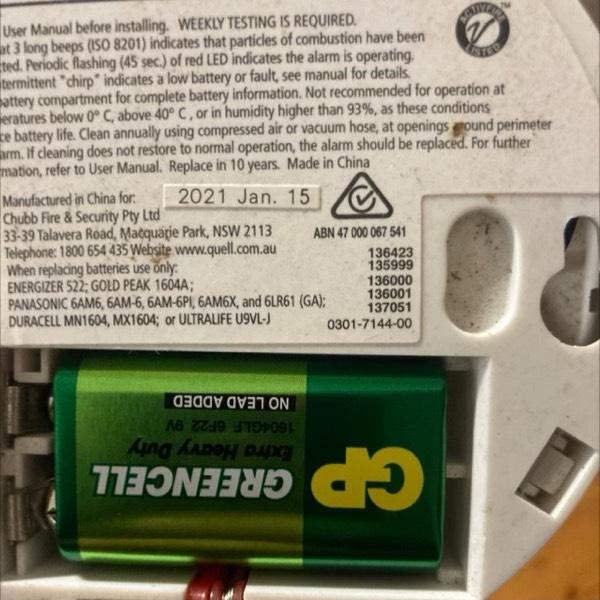 User Manual before installing. WEEKLY TESTING IS REQUIRED.
at 3 long beeps (ISO 8201) indicates that particles of combustion have been
ted. Periodic flashing (45 sec.) of red LED indicates the alarm is operating.
termittent "chirp" indicates a low battery or fault, see manual for details.
battery compartment for complete battery information. Not recommended for operation at
eratures below 0° C, above 40° C, or in humidity higher than 93%, as these conditions
ce battery life. Clean annually using compressed air or vacuum hose, at openings ound perimeter
arm. If cleaning does not restore to normal operation, the alarm should be replaced. For further
mation, refer to User Manual. Replace in 10 years. Made in China
ACTIVFIRE
LISTED
TM
Manufactured in China for: 2021 Jan. 15
Chubb Fire & Security Pty Ltd
33-39 Talavera Road, Macquarie Park, NSW 2113
Telephone: 1800 654 435 Website www.quell.com.au
When replacing batteries use only:
ENERGIZER 522; GOLD PEAK 1604A;
PANASONIC 6AM6, 6AM-6, 6AM-6PI, 6AM6X, and 6LR61 (GA);
DURACELL MN1604, MX1604; or ULTRALIFE U9VL-J
ABN 47 000 067 541
136423
135999
136000
136001
137051
0301-7144-00
GP GREENCELL
Extra Heavy Duty
1604GLF 6F22 9V
NO LEAD ADDED